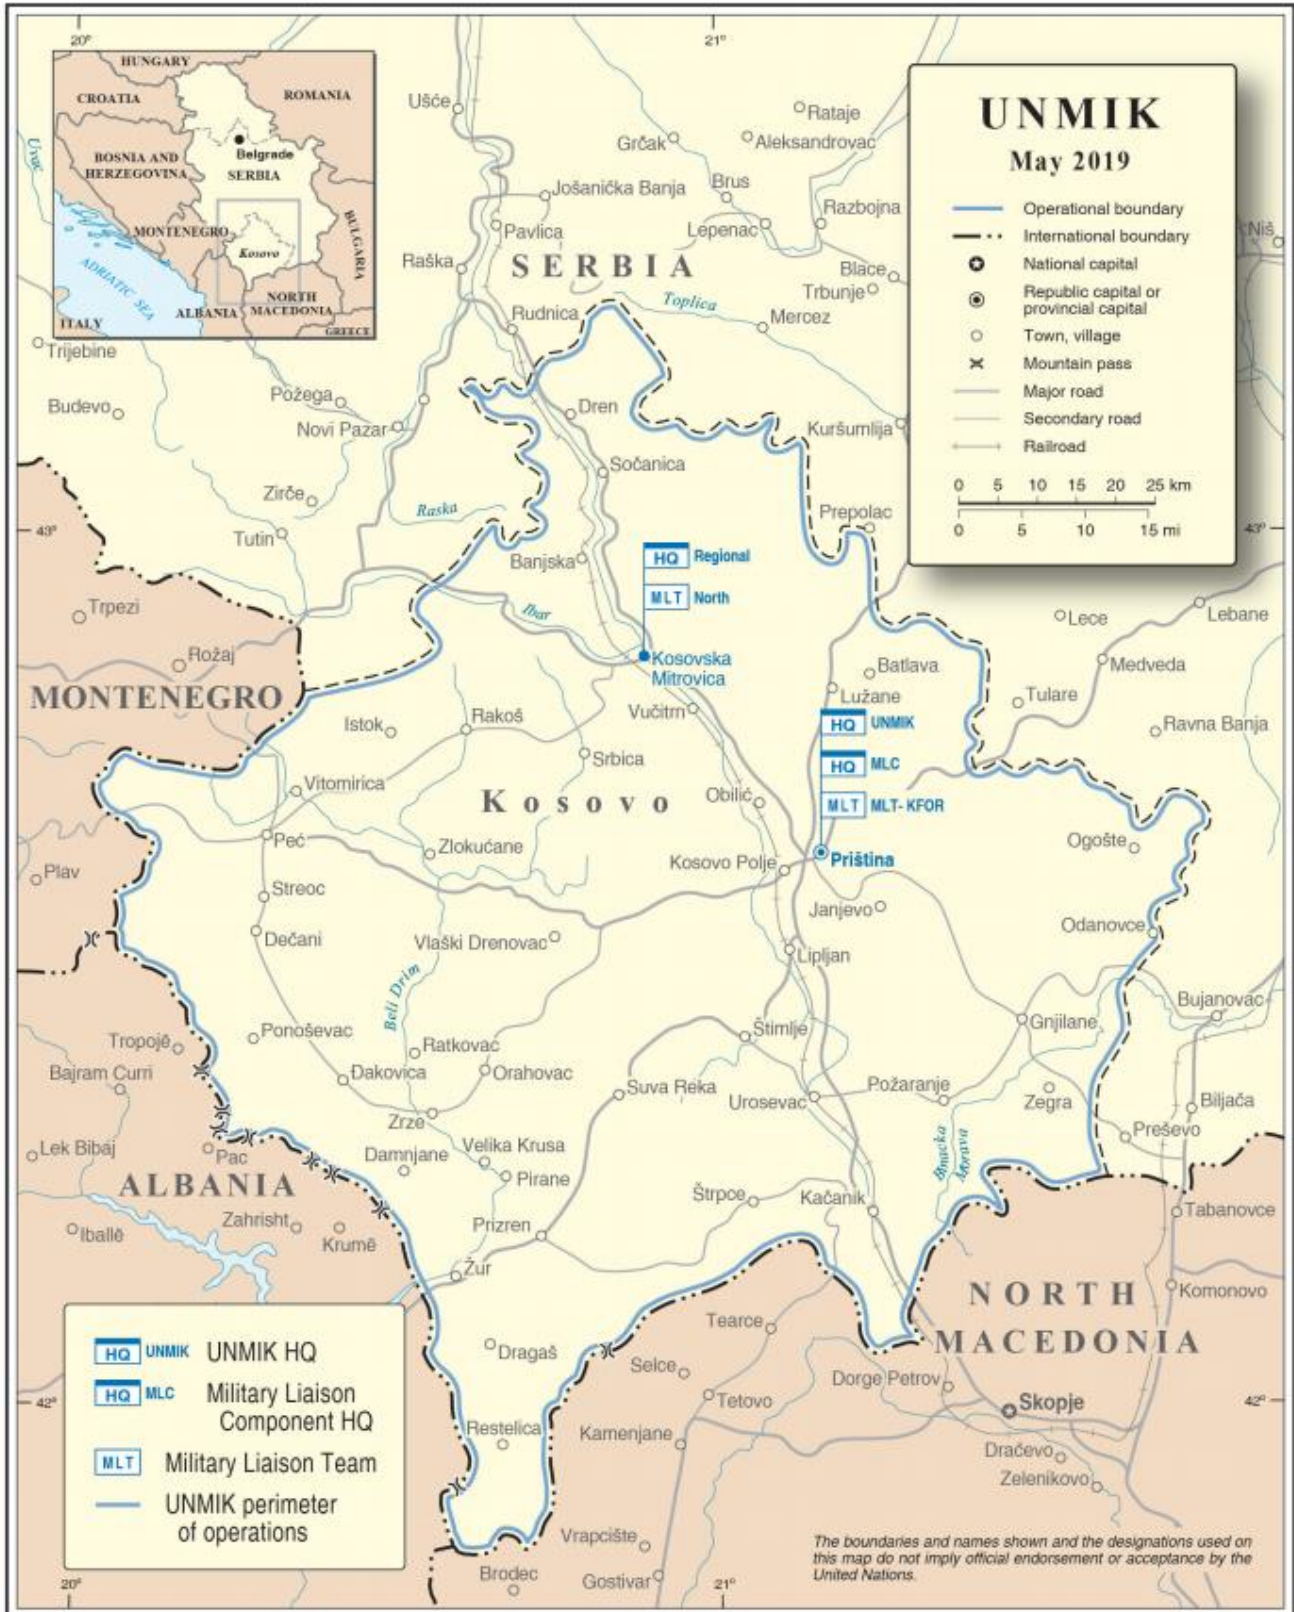 20°
21°
HUNGARY
CROATIA
ROMANIA
BOSNIA AND
HERZEGOVINA
Belgrade
SERBIA
MONTENEGRO
BULGARIA
Kosovo
ADRIATIC SEA
NORTH
MACEDONIA
ALBANIA
ITALY
GREECE
UNMIK
May 2019
Operational boundary
International boundary
National capital
Republic capital or
provincial capital
Town, village
Mountain pass
Major road
Secondary road
Railroad
0 5 10 15 20 25 km
0 5 10 15 mi
Uvac
Ušće
Rataje
Grčak
Aleksandrovac
Jošanička Banja
Brus
Razbojna
Pavlica
Lepenac
Niš
Raška
SERBIA
Blace
Trbunje
Toplica
Rudnica
Mercez
Trijebine
Požega
Budevo
Dren
Novi Pazar
Kuršumlija
Sočanica
Zirče
Raska
Prepolac
43°
43°
Tutin
Banjska
HQ Regional
MLT North
Ibar
Trpezi
Lece
Lebane
Rožaj
Kosovska
Mitrovica
Batlava
Medveda
MONTENEGRO
Lužane
Tulare
Istok
Rakoš
Vučitrn
HQ UNMIK
Ravna Banja
Srbica
HQ MLC
Vitomirica
Kosovo
Obilić
MLT MLT- KFOR
Peć
Zlokućane
Ogošte
Plav
Kosovo Polje
Priština
Streoc
Janjevo
Dečani
Vlaški Drenovac
Odanovce
Lipljan
Beli Drim
Bujanovac
Ponoševac
Štimlje
Gnjilane
Tropojë
Ratkovac
Bajram Curri
Đakovica
Orahovac
Suva Reka
Požaranje
Urosevac
Zegra
Biljača
Zrze
Preševo
Lek Bibaj
Velika Krusa
Pac
Damnjane
Morava
ALBANIA
Pirane
Štrpce
Kačanik
Zahrisht
Iballë
Krumë
Prizren
Tabanovce
Žur
NORTH
MACEDONIA
Komonovo
Tearce
Dragaš
Selce
Dorge Petrov
Tetovo
Skopje
42°
42°
Restelica
Kamenjane
Dračevo
Zelenikovo
Vrapcište
Brodec
Gostivar
HQ UNMIK UNMIK HQ
HQ MLC Military Liaison
Component HQ
MLT Military Liaison Team
UNMIK perimeter
of operations
The boundaries and names shown and the designations used on
this map do not imply official endorsement or acceptance by the
United Nations.
20°
21°